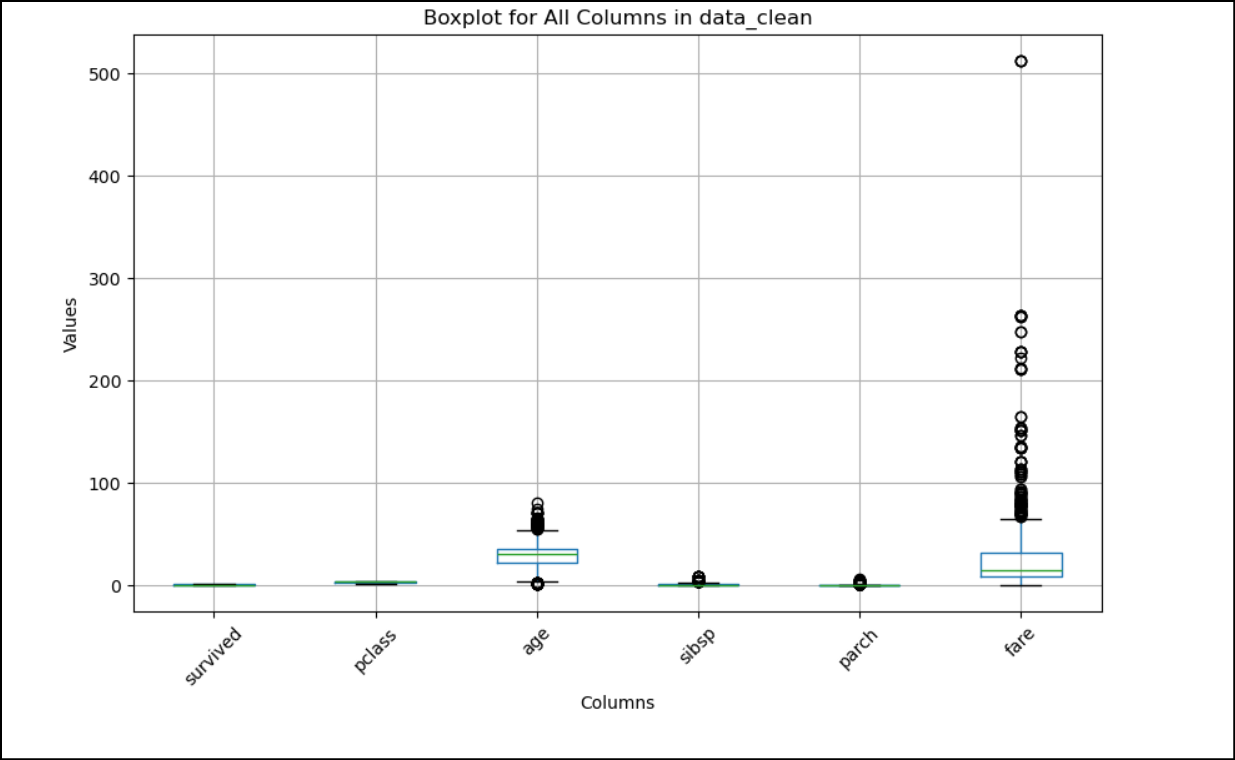 Boxplot for All Columns in data_clean
Values
500
400
300
200
100
0
survived
pclass
age
sibsp
parch
fare
Columns